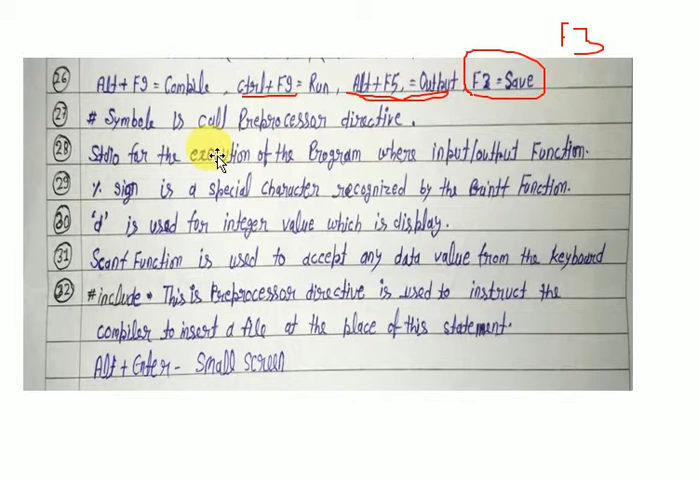 F3
26 Alt + F9 = Compile, ctrl + F9 = Run, Alt + F5, = Output F2 = Save
27 # Symbole is call Preprocessor directive.
28 Stdio for the execution of the Program where input/output Function.
29 % sign is a special character recognized by the Printf Function.
30 'd' is used for integer value which is display.
31 Scanf Function is used to accept any data value from the keyboard
32 #include • This is Preprocessor directive is used to instruct the
compiler to insert a file at the place of this statement.
Alt + Enter - Small Screen